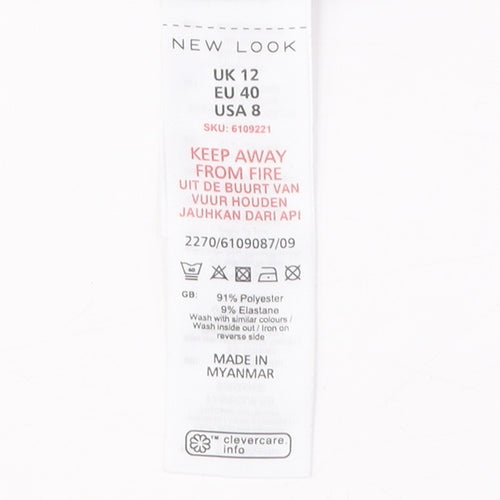 NEW LOOK
UK 12
EU 40
USA 8
SKU: 6109221
KEEP AWAY
FROM FIRE
UIT DE BUURT VAN
VUUR HOUDEN
JAUHKAN DARI API
2270/6109087/09
40
GB: 91% Polyester
9% Elastane
Wash with similar colours /
Wash inside out / Iron on
reverse side
MADE IN
MYANMAR
™ clevercare.
info